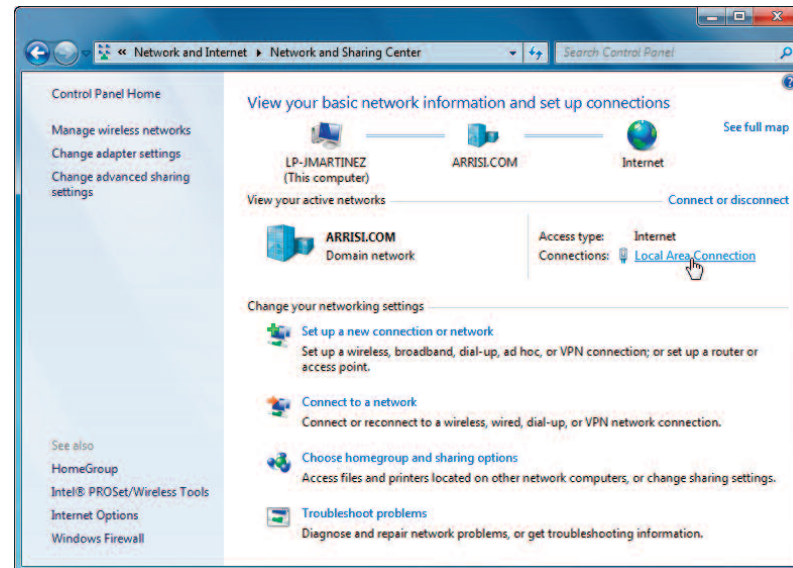 « Network and Internet ▸ Network and Sharing Center
Search Control Panel
Control Panel Home
Manage wireless networks
Change adapter settings
Change advanced sharing
settings
See also
HomeGroup
Intel® PROSet/Wireless Tools
Internet Options
Windows Firewall
View your basic network information and set up connections
See full map
LP-JMARTINEZ
(This computer)
ARRISI.COM
Internet
View your active networks
Connect or disconnect
ARRISI.COM
Domain network
Access type: Internet
Connections: Local Area Connection
Change your networking settings
Set up a new connection or network
Set up a wireless, broadband, dial-up, ad hoc, or VPN connection; or set up a router or
access point.
Connect to a network
Connect or reconnect to a wireless, wired, dial-up, or VPN network connection.
Choose homegroup and sharing options
Access files and printers located on other network computers, or change sharing settings.
Troubleshoot problems
Diagnose and repair network problems, or get troubleshooting information.